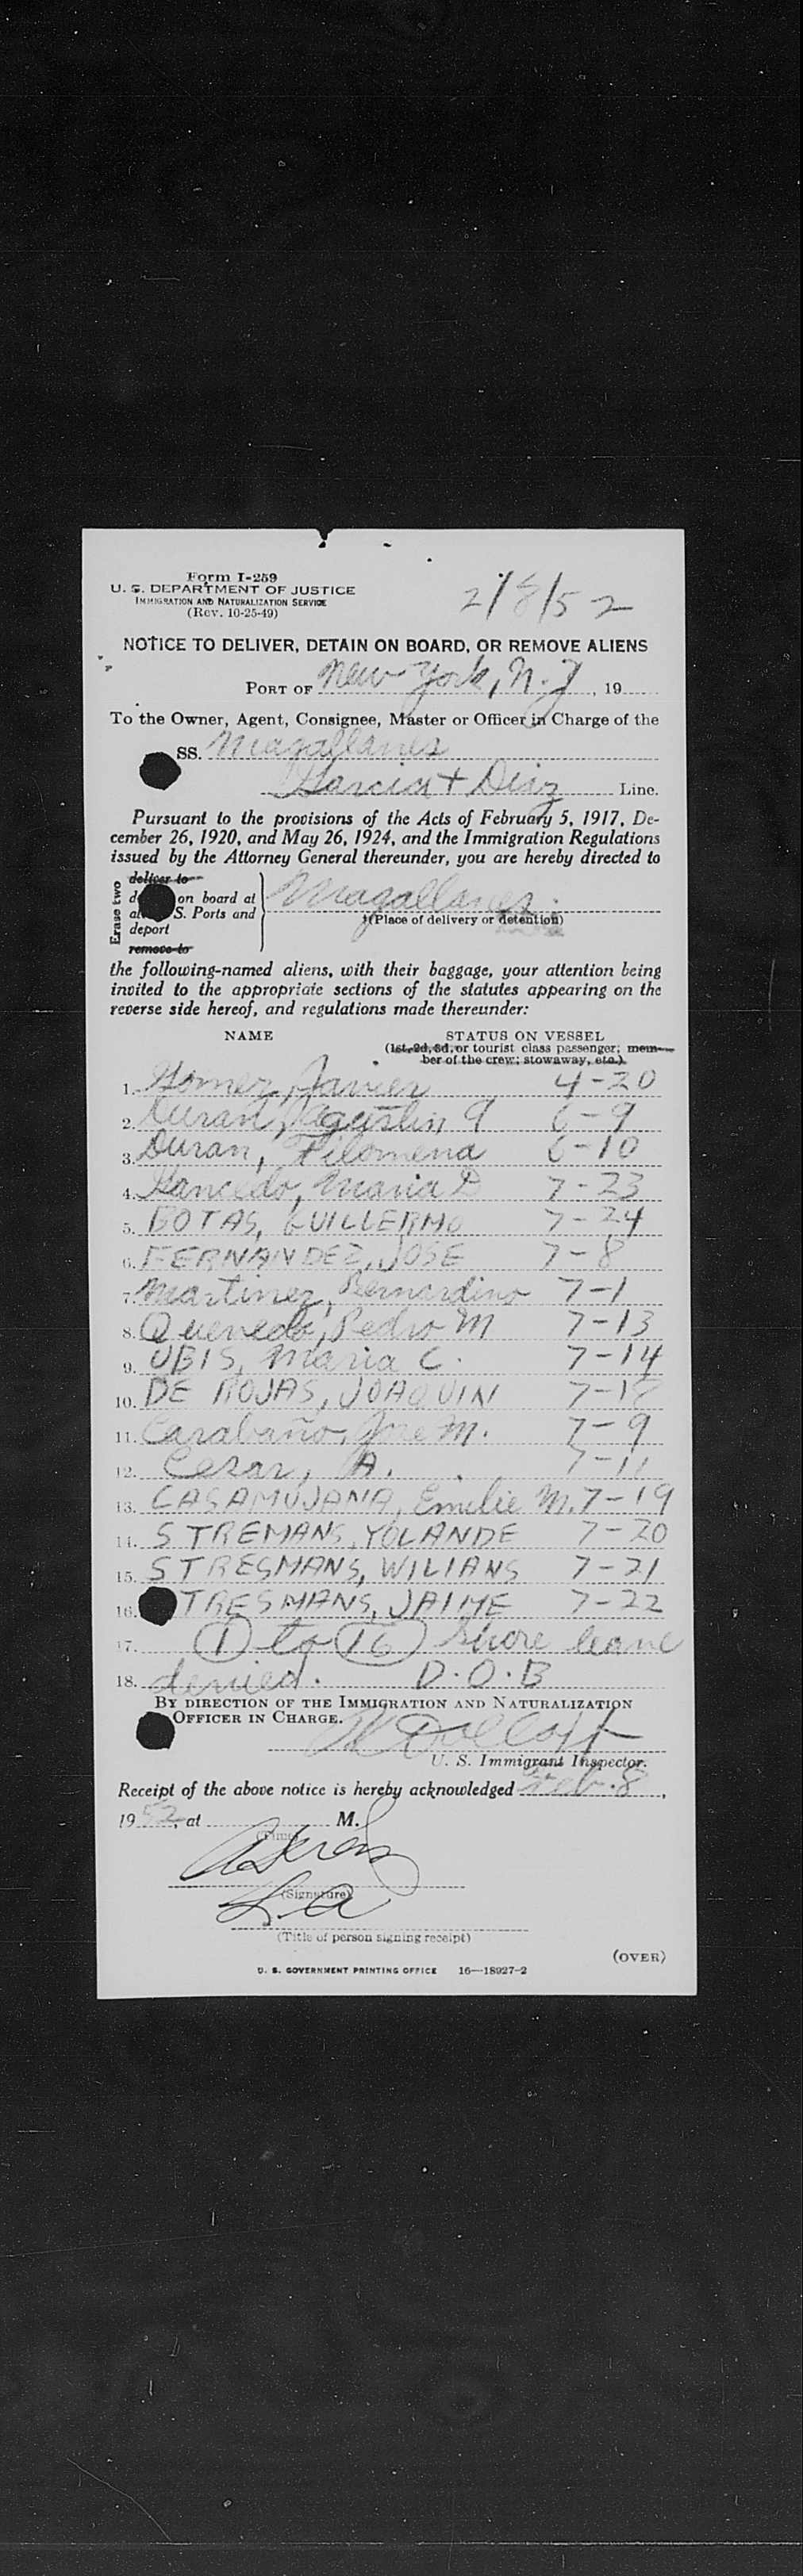 Form I-259
U. S. DEPARTMENT OF JUSTICE
IMMIGRATION AND NATURALIZATION SERVICE
(Rev. 10-25-49)
2/8/52
NOTICE TO DELIVER, DETAIN ON BOARD, OR REMOVE ALIENS
PORT OF New York, N.Y, 19
To the Owner, Agent, Consignee, Master or Officer in Charge of the
SS. Magallanes
Garcia + Diaz Line.
Pursuant to the provisions of the Acts of February 5, 1917, De-
cember 26, 1920, and May 26, 1924, and the Immigration Regulations
issued by the Attorney General thereunder, you are hereby directed to
Erase two
deliver to
on board at
S. Ports and
deport
remove to
Magallanes.
(Place of delivery or detention)
the following-named aliens, with their baggage, your attention being
invited to the appropriate sections of the statutes appearing on the
reverse side hereof, and regulations made thereunder:
NAME STATUS ON VESSEL
(1st, 2d, 3d, or tourist class passenger; mem-
ber of the crew; stowaway, etc.)
1. Gomez, Javier 4-20
2. Duran, Agustin 6-9
3. Duran, Filomena 6-10
4. Gancedo, Maria D 7-23
5. BOTAS, GUILLERMO 7-24
6. FERNANDEZ, JOSE 7-8
7. Martinez, Bernardino 7-1
8. Quevedo, Pedro M 7-13
9. UBIS, Maria C. 7-14
10. DE ROJAS, JOAQUIN
11. Carabaño, Jose M. 7-9
12. Cesar, A. 7-11
13. CASAMUJANA, Emilie M. 7-19
14. STREMANS, YOLANDE 7-20
15. STRESMANS, WILIANS 7-21
16. TRESMANS, JAIME 7-22
17. 1 to 16 shore leave
18. denied. D.O.B
BY DIRECTION OF THE IMMIGRATION AND NATURALIZATION
OFFICER IN CHARGE.
U. S. Immigrant Inspector.
Receipt of the above notice is hereby acknowledged Feb. 8,
19 52, at M.
(Time)
(Signature)
(Title of person signing receipt)
(OVER)
U. S. GOVERNMENT PRINTING OFFICE 16—18927-2